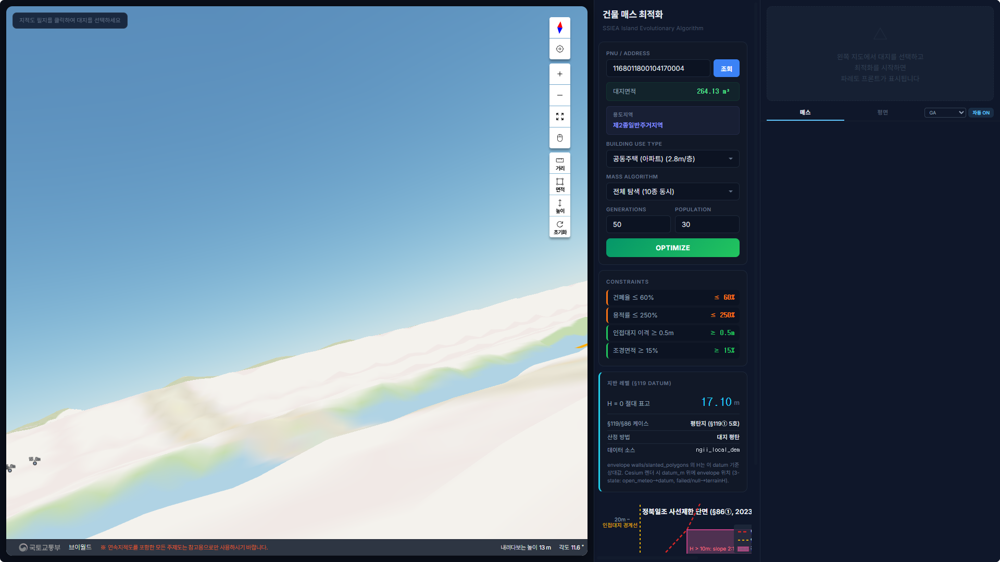 지적도 필지를 클릭하여 대지를 선택하세요
거리
면적
높이
초기화
15.0m
국토교통부
브이월드
※ 연속지적도를 포함한 모든 주제도는 참고용으로만 사용하시기 바랍니다.
내려다보는 높이 13 m
각도 11.6 °
건물 매스 최적화
SSIEA Island Evolutionary Algorithm
PNU / ADDRESS
1168011800104170004
조회
대지면적
264.13 m²
용도지역
제2종일반주거지역
BUILDING USE TYPE
공동주택 (아파트) (2.8m/층)
MASS ALGORITHM
전체 탐색 (10종 동시)
GENERATIONS
POPULATION
50
30
OPTIMIZE
CONSTRAINTS
건폐율 ≤ 60%
≤ 60%
용적률 ≤ 250%
≤ 250%
인접대지 이격 ≥ 0.5m
≥ 0.5m
조경면적 ≥ 15%
≥ 15%
지반 레벨 (§119 DATUM)
H = 0 절대 표고
17.10 m
§119/§86 케이스
평탄지 (§119① 5호)
산정 방법
대지 평탄
데이터 소스
ngii_local_dem
envelope walls/slanted_polygons 의 H는 이 datum 기준
상대값. Cesium 렌더 시 datum_m 위에 envelope 위치 (3-
state: open_meteo→datum, failed/null→terrainH).
정북일조 사선제한 단면 (§86①, 2023
20m
인접대지 경계선
H > 10m: slope 2:1
왼쪽 지도에서 대지를 선택하고
최적화를 시작하면
파레토 프론트가 표시됩니다
매스
평면
GA
자동 ON